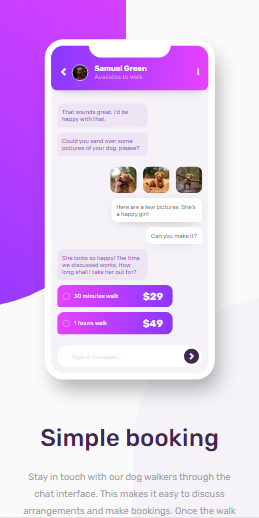 Samuel Green
Available to Walk
That sounds great. I'd be
happy with that.
Could you send over some
pictures of your dog, please?
Here are a few pictures. She's
a happy girl!
Can you make it?
She looks so happy! The time
we discussed works. How
long shall I take her out for?
30 minutes walk $29
1 hours walk $49
Type a message…
Simple booking
Stay in touch with our dog walkers through the
chat interface. This makes it easy to discuss
arrangements and make bookings. Once the walk